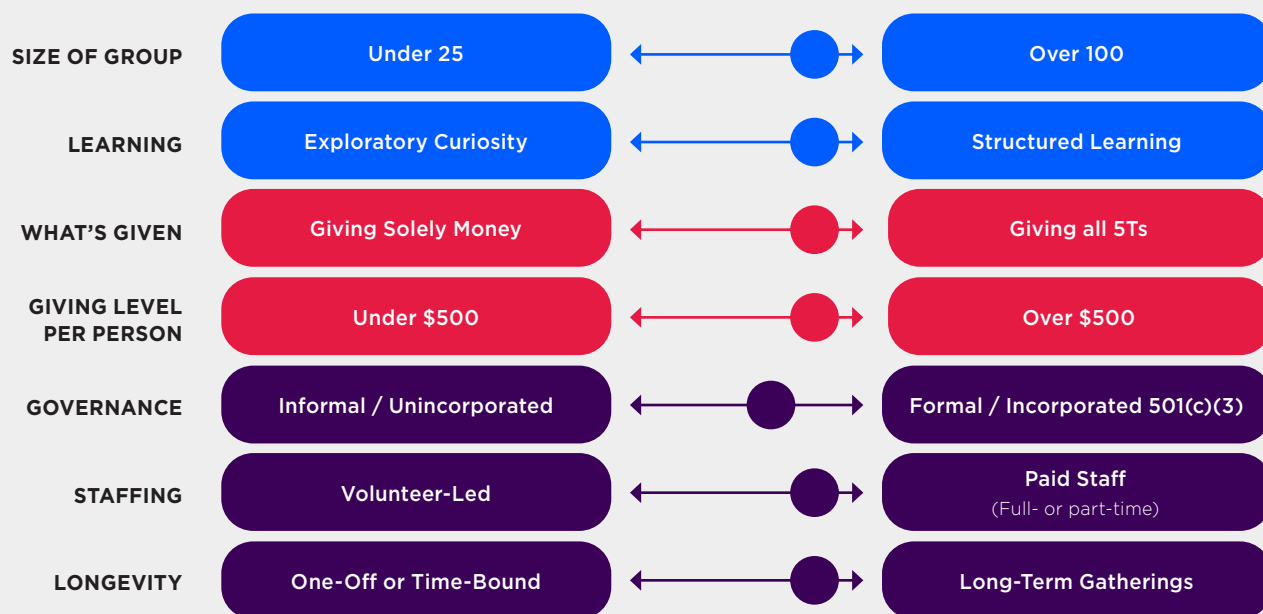 SIZE OF GROUP
Under 25
Over 100
LEARNING
Exploratory Curiosity
Structured Learning
WHAT'S GIVEN
Giving Solely Money
Giving all 5Ts
GIVING LEVEL
PER PERSON
Under $500
Over $500
GOVERNANCE
Informal / Unincorporated
Formal / Incorporated 501(c)(3)
STAFFING
Volunteer-Led
Paid Staff
(Full- or part-time)
LONGEVITY
One-Off or Time-Bound
Long-Term Gatherings